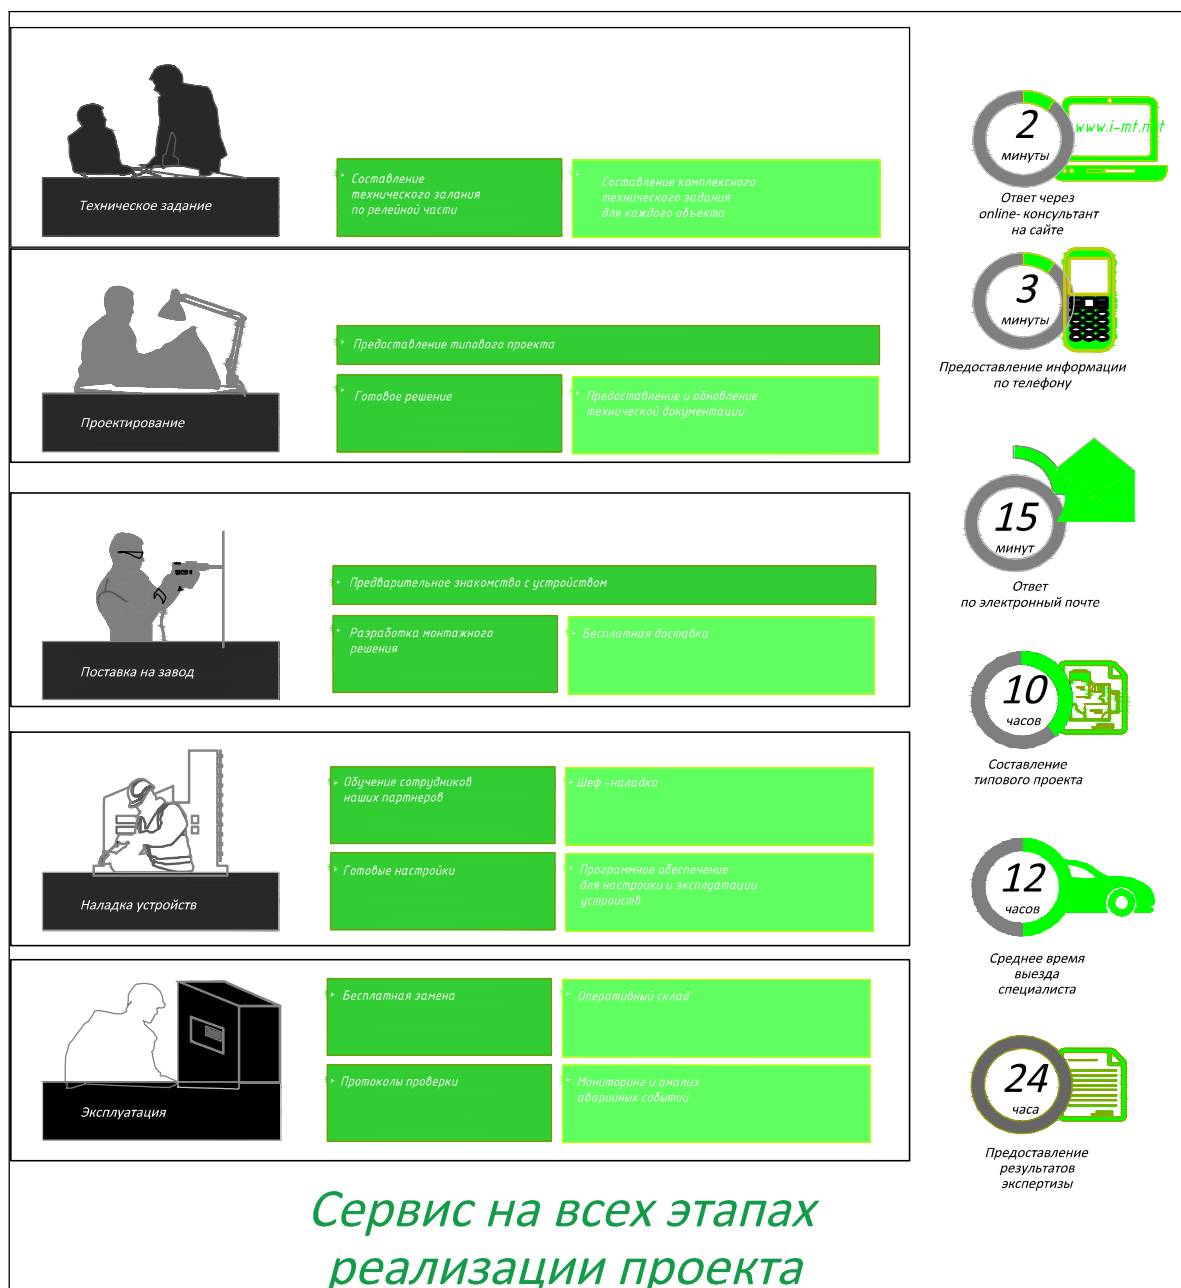 Техническое задание
Составление
технического залания
по релейной части
Составление комплексного
технического задания
для каждого объекта
Проектирование
Предоставление типового проекта
Готовое решение
Предоставление и обновление
технической документации
Поставка на завод
Предварительное знакомство с устройством
Разработка монтажного
решения
Бесплатная доставка
Наладка устройств
Обучение сотрудников
наших партнеров
Шеф -наладка
Готовые настройки
Программное обеспечение
для настройки и эксплуатации
устройств
Эксплуатация
Бесплатная замена
Оперативный склад
Протоколы проверки
Мониторинг и анализ
аварийных событий
2
минуты
www.i-mt.net
Ответ через
online- консультант
на сайте
3
минуты
Предоставление информации
по телефону
15
минут
Ответ
по электронный почте
10
часов
Составление
типового проекта
12
часов
Среднее время
выезда
специалиста
24
часа
Предоставление
результатов
экспертизы
Сервис на всех этапах
реализации проекта